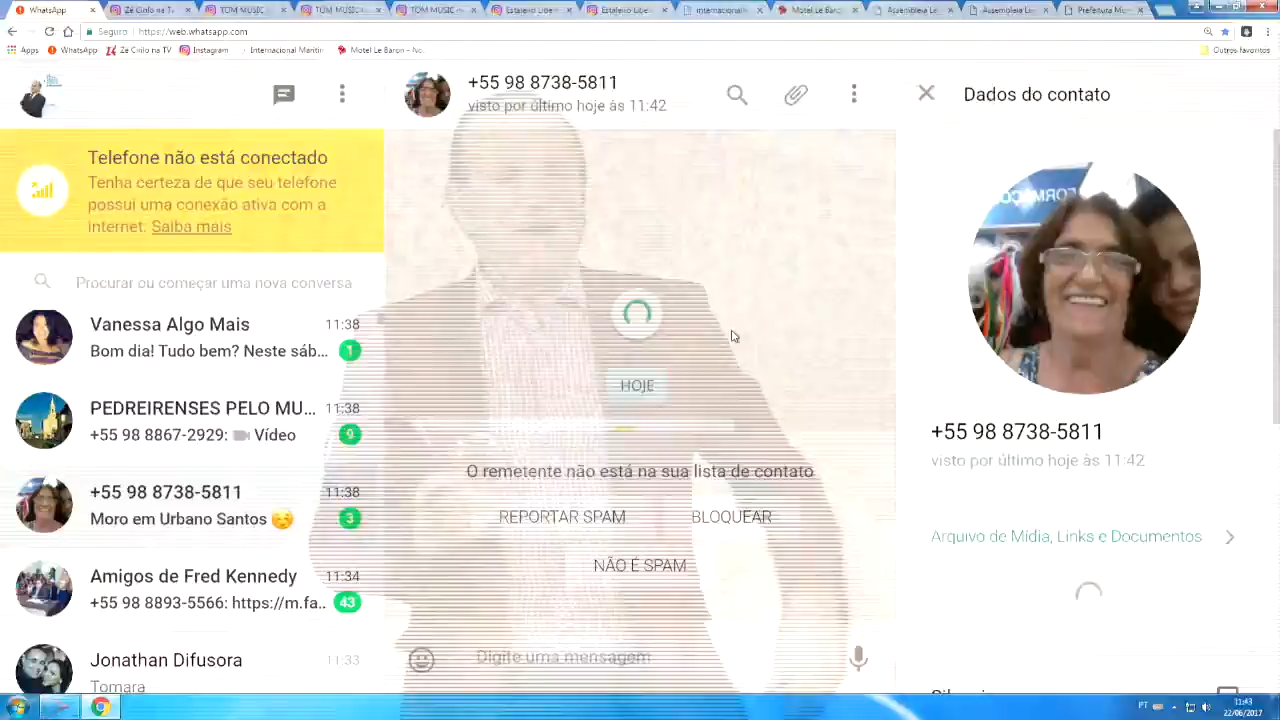 WhatsApp
TOM MUSIC
Seguro
https://web.whatsapp.com
Apps
WhatsApp
Zé Cirilo na TV
Instagram
Motel Le Baron - Ivc.
Outros favoritos
+55 98 8738-5811
visto por último hoje às 11:42
Dados do contato
Telefone não está conectado
Tenha certeza de que seu telefone
possui uma conexão ativa com a
internet. Saiba mais
Procurar ou começar uma nova conversa
Vanessa Algo Mais
11:38
Bom dia! Tudo bem? Neste sáb...
1
PEDREIRENSES PELO MU...
11:38
+55 98 8867-2929:
Vídeo
+55 98 8738-5811
11:38
Moro em Urbano Santos
3
Amigos de Fred Kennedy
11:34
+55 98 8893-5566: https://m.fa...
43
Jonathan Difusora
11:33
HOJE
O remetente não está na sua lista de contato
REPORTAR SPAM
BLOQUEAR
NÃO É SPAM
Digite uma mensagem
+55 98 8738-5811
visto por último hoje às 11:42
Arquivo de Mídia, Links e Documentos
PT
11:43
22/06/2017